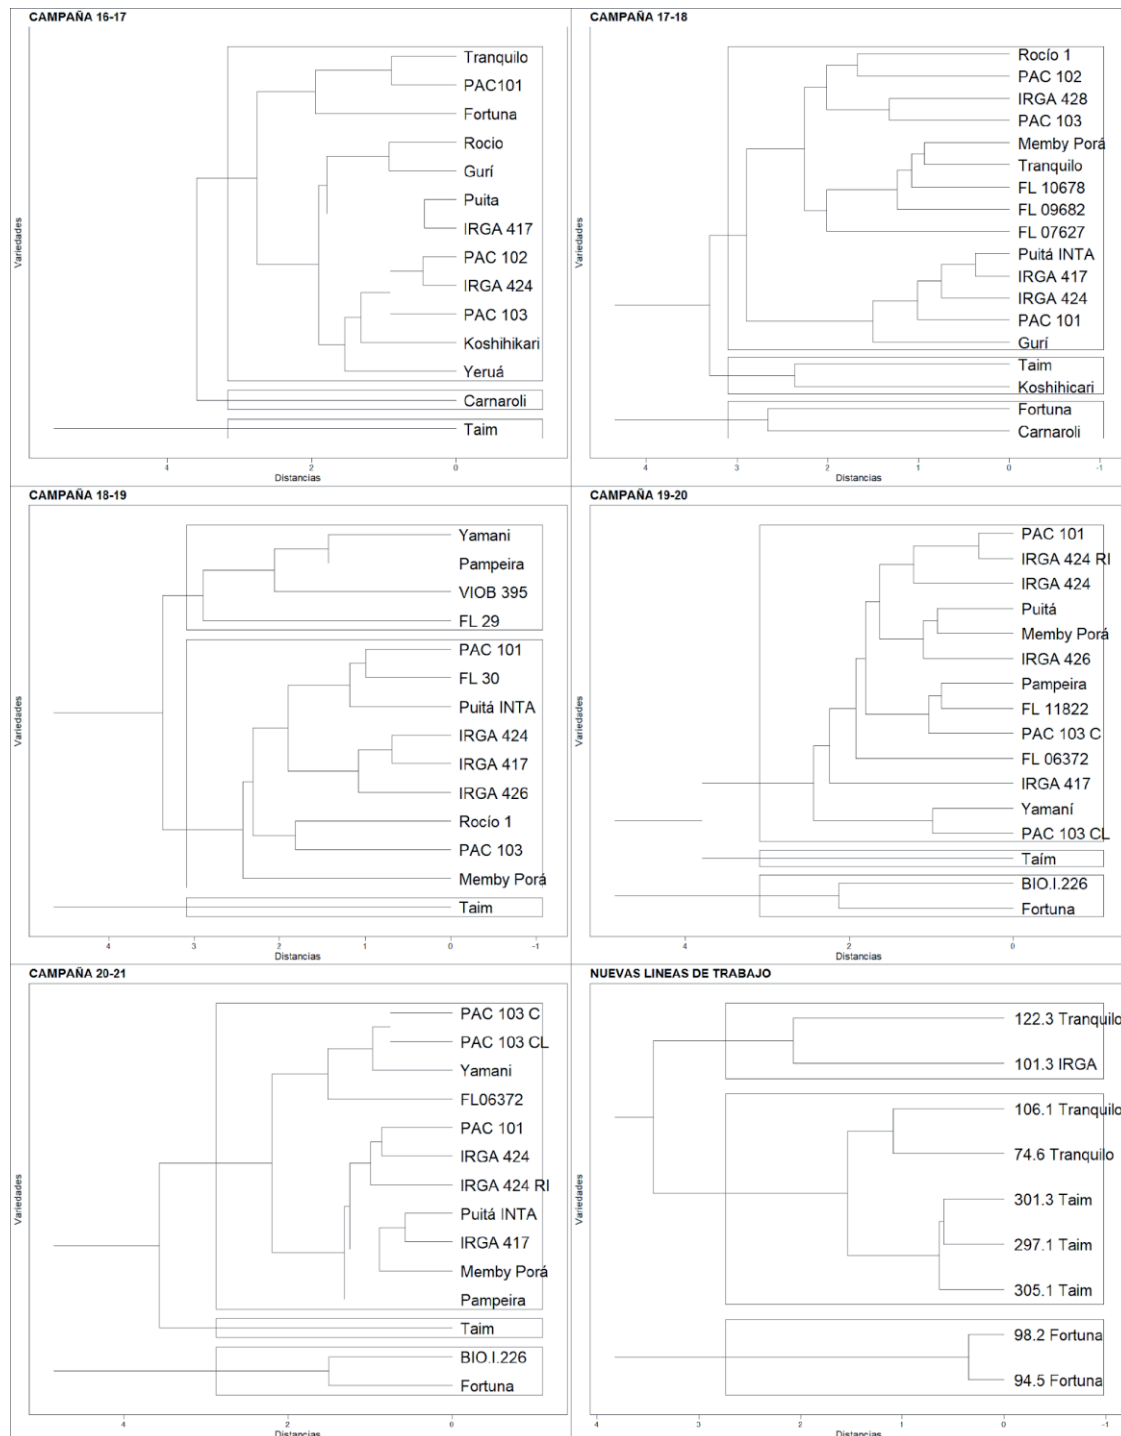 CAMPAÑA 16-17
Variedades
Tranquilo
PAC101
Fortuna
Rocio
Gurí
Puita
IRGA 417
PAC 102
IRGA 424
PAC 103
Koshihikari
Yeruá
Carnaroli
Taim
4 2 0
Distancias
CAMPAÑA 17-18
Variedades
Rocío 1
PAC 102
IRGA 428
PAC 103
Memby Porá
Tranquilo
FL 10678
FL 09682
FL 07627
Puitá INTA
IRGA 417
IRGA 424
PAC 101
Gurí
Taim
Koshihicari
Fortuna
Carnaroli
4 3 2 1 0 -1
Distancias
CAMPAÑA 18-19
Variedades
Yamani
Pampeira
VIOB 395
FL 29
PAC 101
FL 30
Puitá INTA
IRGA 424
IRGA 417
IRGA 426
Rocío 1
PAC 103
Memby Porá
Taim
4 3 2 1 0 -1
Distancias
CAMPAÑA 19-20
Variedades
PAC 101
IRGA 424 RI
IRGA 424
Puitá
Memby Porá
IRGA 426
Pampeira
FL 11822
PAC 103 C
FL 06372
IRGA 417
Yamaní
PAC 103 CL
Taím
BIO.I.226
Fortuna
4 2 0
Distancias
CAMPAÑA 20-21
Variedades
PAC 103 C
PAC 103 CL
Yamani
FL06372
PAC 101
IRGA 424
IRGA 424 RI
Puitá INTA
IRGA 417
Memby Porá
Pampeira
Taim
BIO.I.226
Fortuna
4 2 0
Distancias
NUEVAS LINEAS DE TRABAJO
Variedades
122.3 Tranquilo
101.3 IRGA
106.1 Tranquilo
74.6 Tranquilo
301.3 Taim
297.1 Taim
305.1 Taim
98.2 Fortuna
94.5 Fortuna
4 3 2 1 0 -1
Distancias